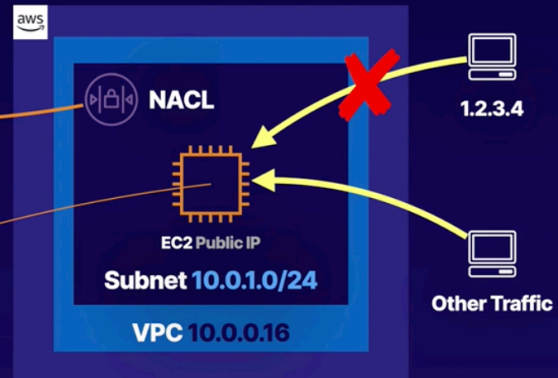 aws
NACL
1.2.3.4
EC2 Public IP
Subnet 10.0.1.0/24
Other Traffic
VPC 10.0.0.16